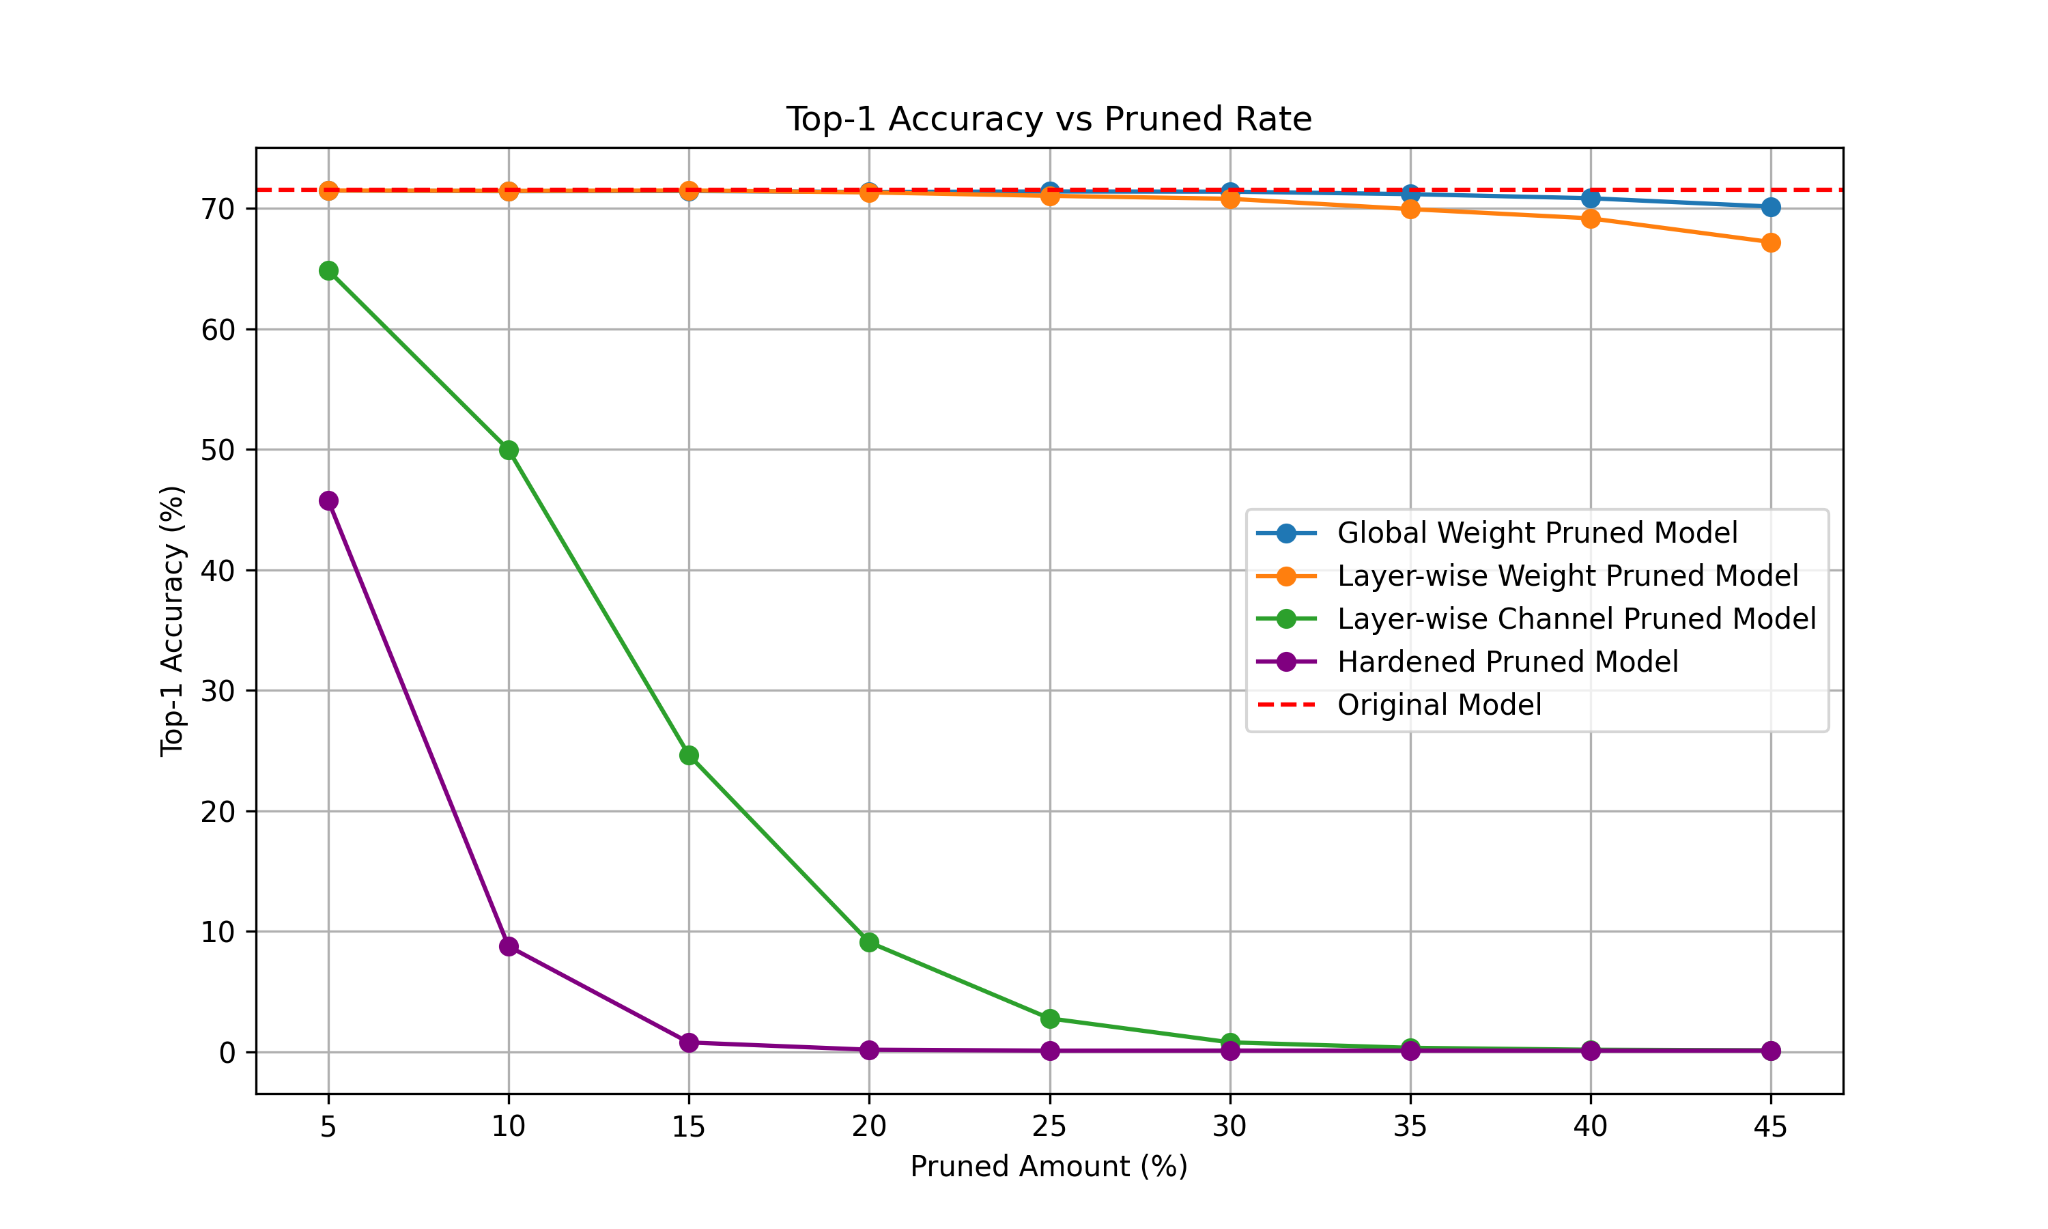 Top-1 Accuracy vs Pruned Rate
70
60
50
40
30
20
10
0
Top-1 Accuracy (%)
Global Weight Pruned Model
Layer-wise Weight Pruned Model
Layer-wise Channel Pruned Model
Hardened Pruned Model
Original Model
5 10 15 20 25 30 35 40 45
Pruned Amount (%)